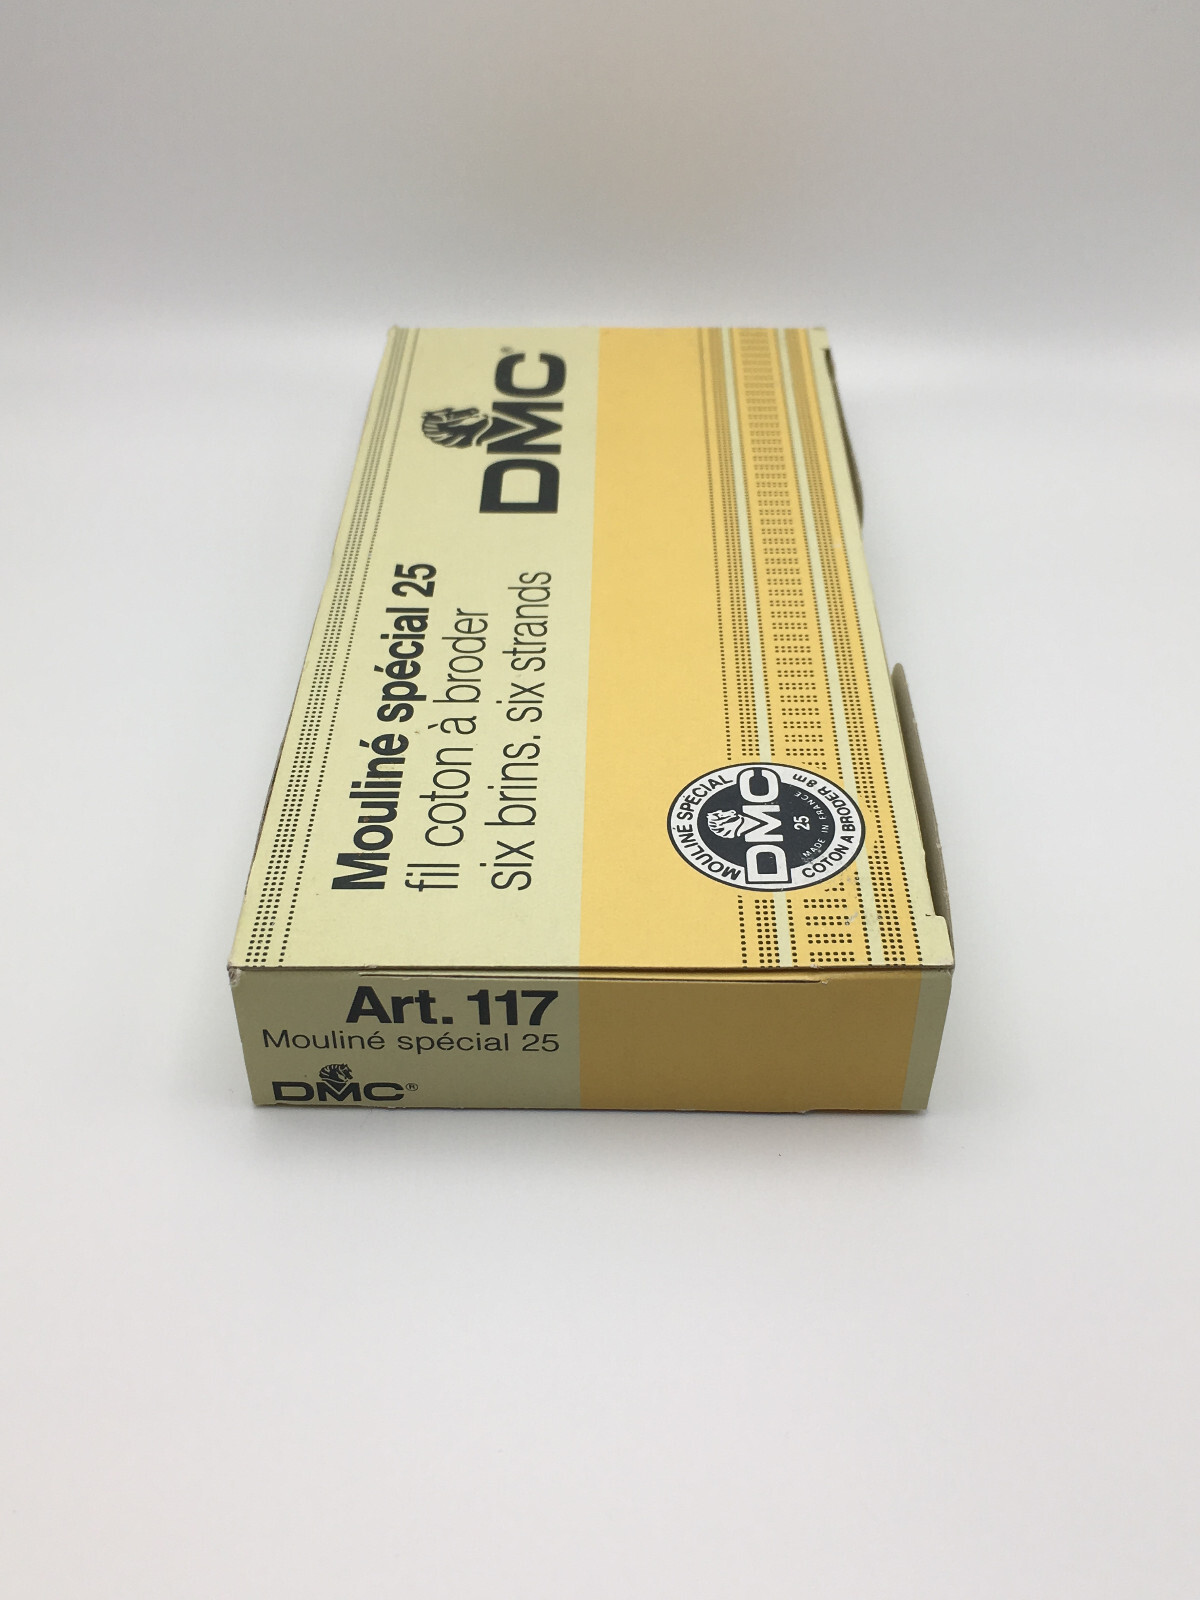 DMC®
Mouliné spécial 25
fil coton à broder
six brins. six strands
MOULINÉ SPÉCIAL
DMC
25
MADE IN FRANCE
COTON A BRODER 8m
Art. 117
Mouliné spécial 25
DMC®